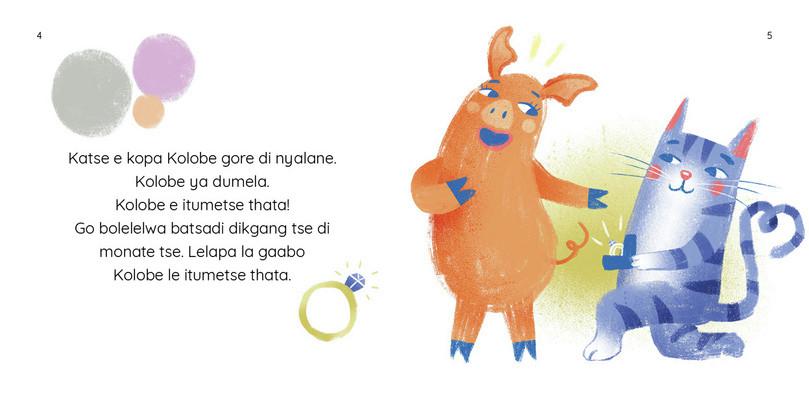 4
Katse e kopa Kolobe gore di nyalane.
Kolobe ya dumela.
Kolobe e itumetse thata!
Go bolelelwa batsadi dikgang tse di
monate tse. Lelapa la gaabo
Kolobe le itumetse thata.
5